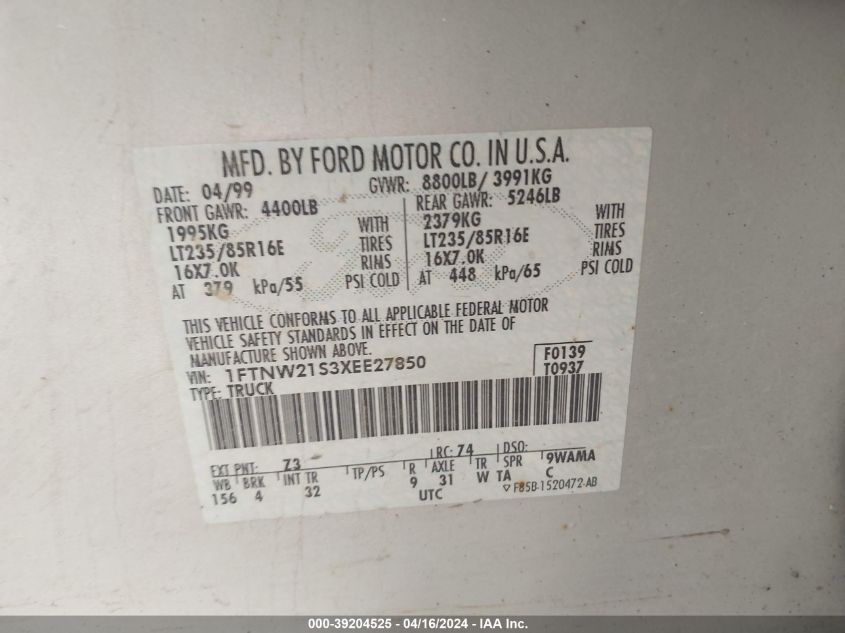 MFD. BY FORD MOTOR CO. IN U.S.A.
DATE: 04/99 GVWR: 8800LB/ 3991KG
FRONT GAWR: 4400LB REAR GAWR: 5246LB
1995KG WITH 2379KG WITH
LT235/85R16E TIRES LT235/85R16E TIRES
16X7.0K RIMS 16X7.0K RIMS
AT 379 kPa/55 PSI COLD AT 448 kPa/65 PSI COLD
THIS VEHICLE CONFORMS TO ALL APPLICABLE FEDERAL MOTOR
VEHICLE SAFETY STANDARDS IN EFFECT ON THE DATE OF
MANUFACTURE SHOWN ABOVE.
VIN: 1FTNW21S3XEE27850 F0139
TYPE: TRUCK T0937
EXT PNT: Z3 RC: 74 DSO:
WB BRK INT TR TP/PS R AXLE TR SPR 9WAMA
156 4 32 9 31 W TA C
UTC F85B-1520472-AB
000-39204525 - 04/16/2024 - IAA Inc.